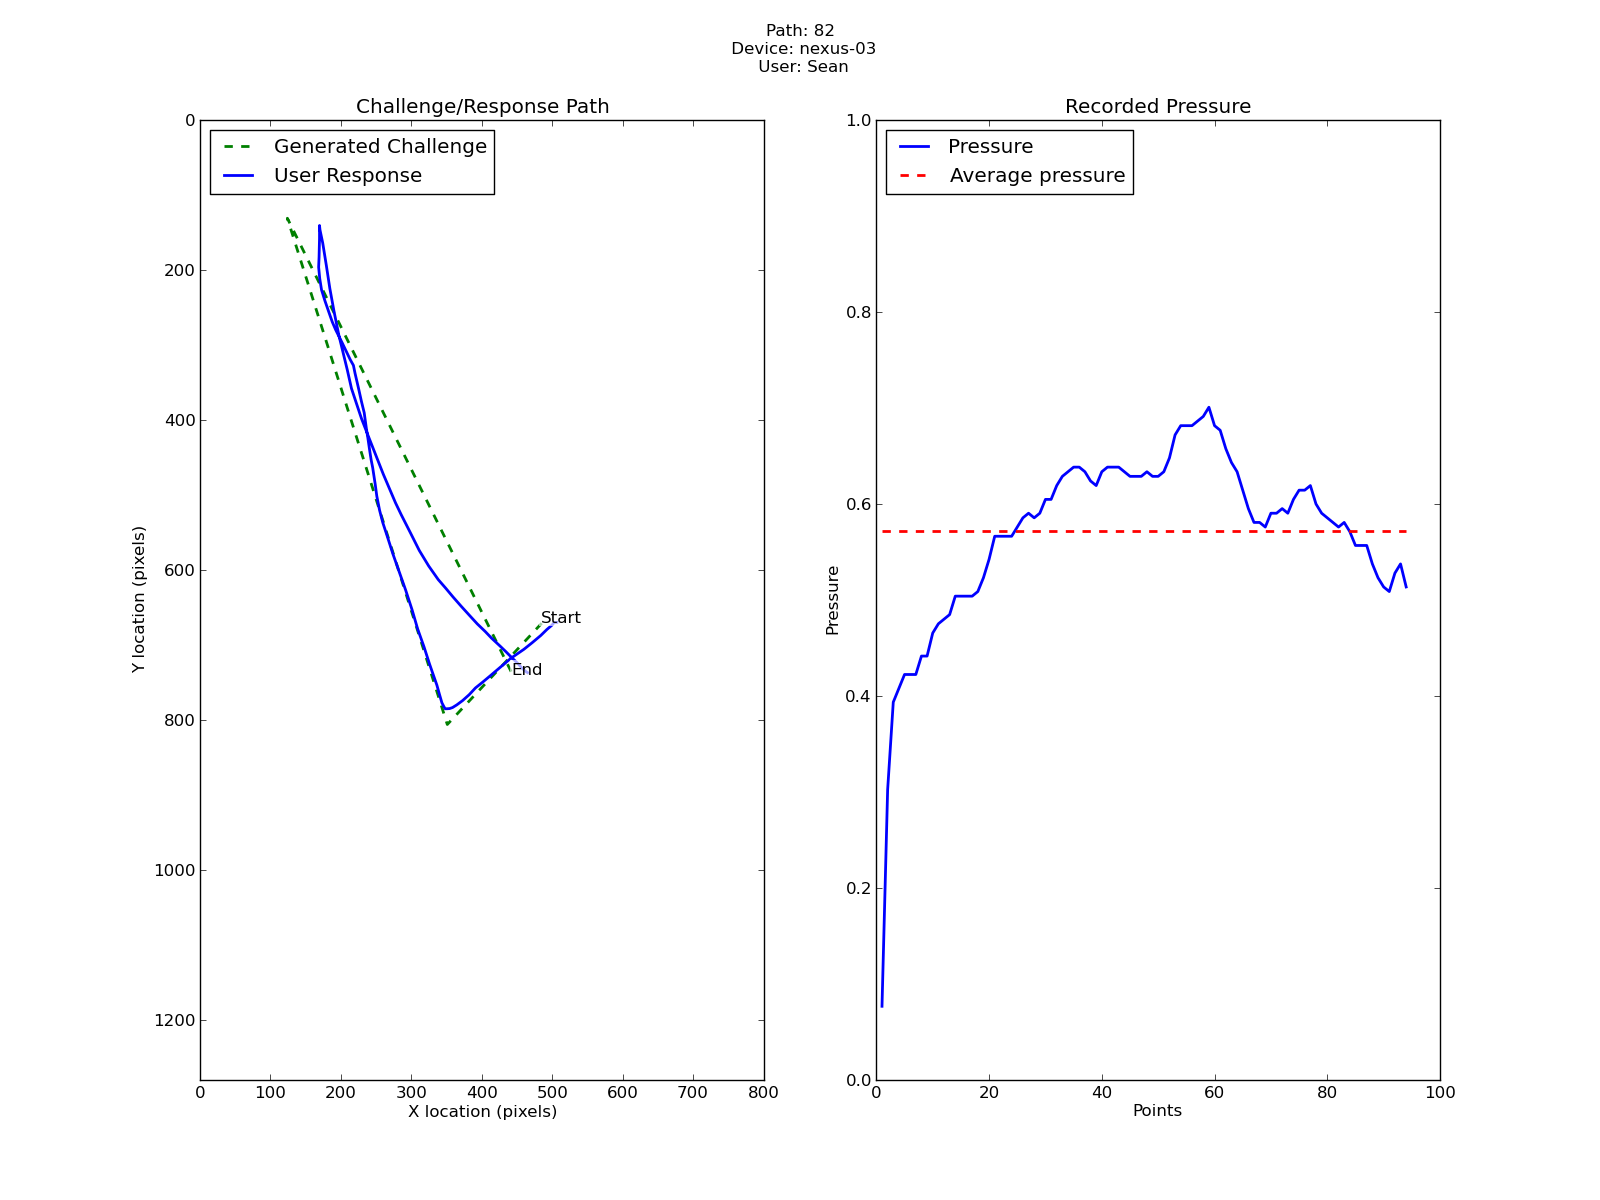 Path: 82
Device: nexus-03
User: Sean
Challenge/Response Path
Generated Challenge
User Response
Start
End
0
200
400
600
800
1000
1200
Y location (pixels)
0 100 200 300 400 500 600 700 800
X location (pixels)
Recorded Pressure
Pressure
Average pressure
1.0
0.8
0.6
0.4
0.2
0.0
Pressure
0 20 40 60 80 100
Points